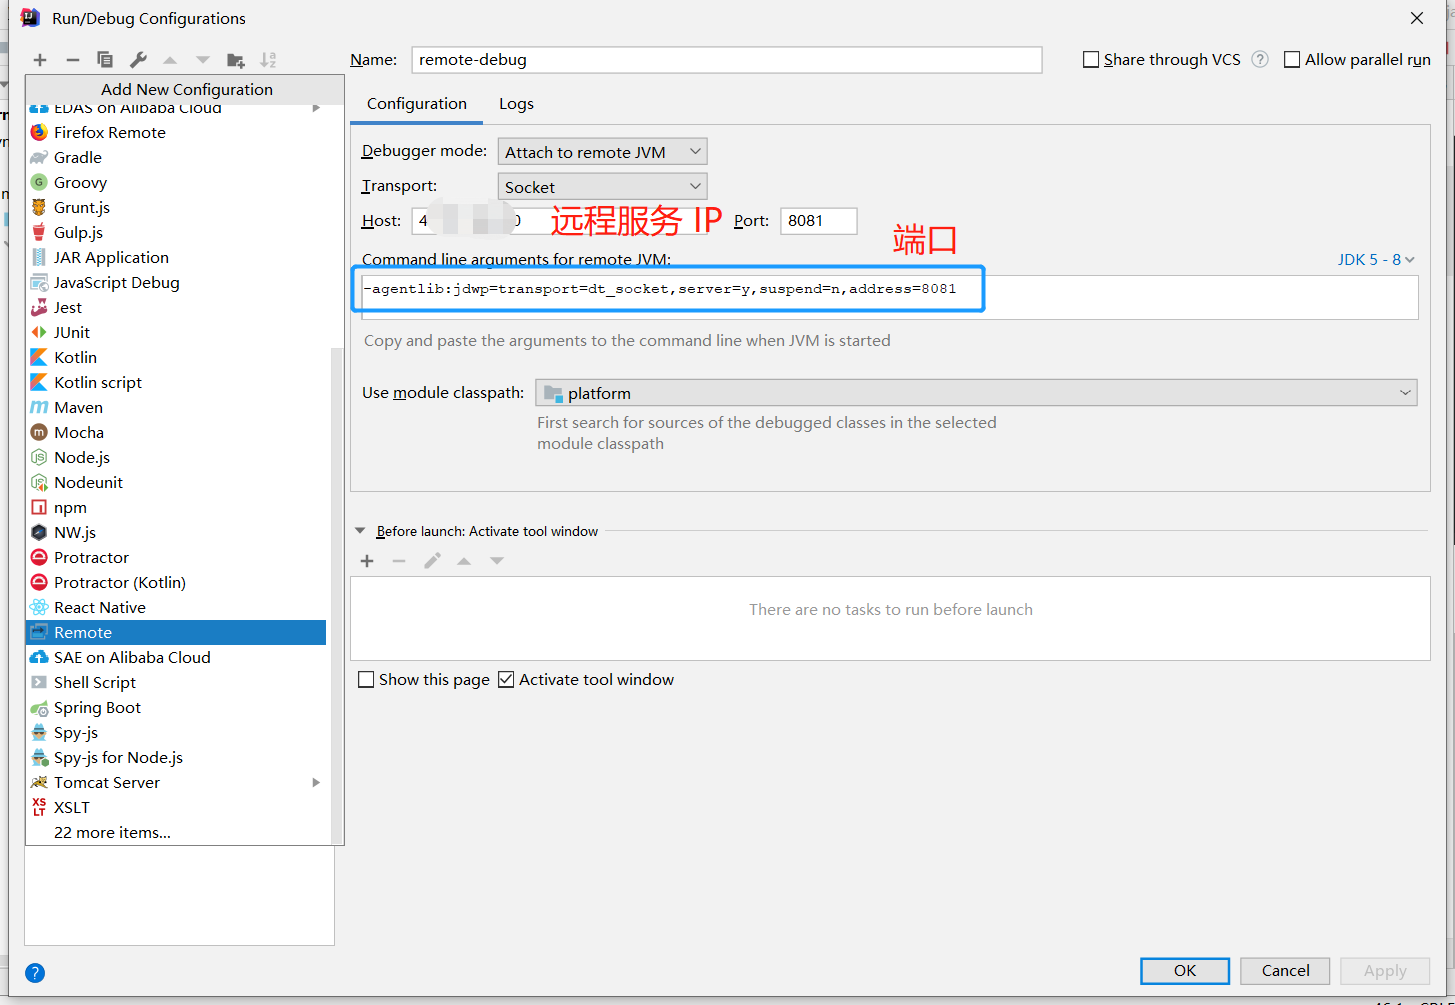 Run/Debug Configurations
Name: remote-debug
Share through VCS
Allow parallel run
Add New Configuration
EDAS on Alibaba Cloud
Firefox Remote
Gradle
Groovy
Grunt.js
Gulp.js
JAR Application
JavaScript Debug
Jest
JUnit
Kotlin
Kotlin script
Maven
Mocha
Node.js
Nodeunit
npm
NW.js
Protractor
Protractor (Kotlin)
React Native
Remote
SAE on Alibaba Cloud
Shell Script
Spring Boot
Spy-js
Spy-js for Node.js
Tomcat Server
XSLT
22 more items...
Configuration Logs
Debugger mode: Attach to remote JVM
Transport: Socket
Host: 4 0 远程服务 IP Port: 8081
端口
Command line arguments for remote JVM:
JDK 5 - 8
-agentlib:jdwp=transport=dt_socket,server=y,suspend=n,address=8081
Copy and paste the arguments to the command line when JVM is started
Use module classpath: platform
First search for sources of the debugged classes in the selected
module classpath
Before launch: Activate tool window
There are no tasks to run before launch
Show this page Activate tool window
OK Cancel Apply